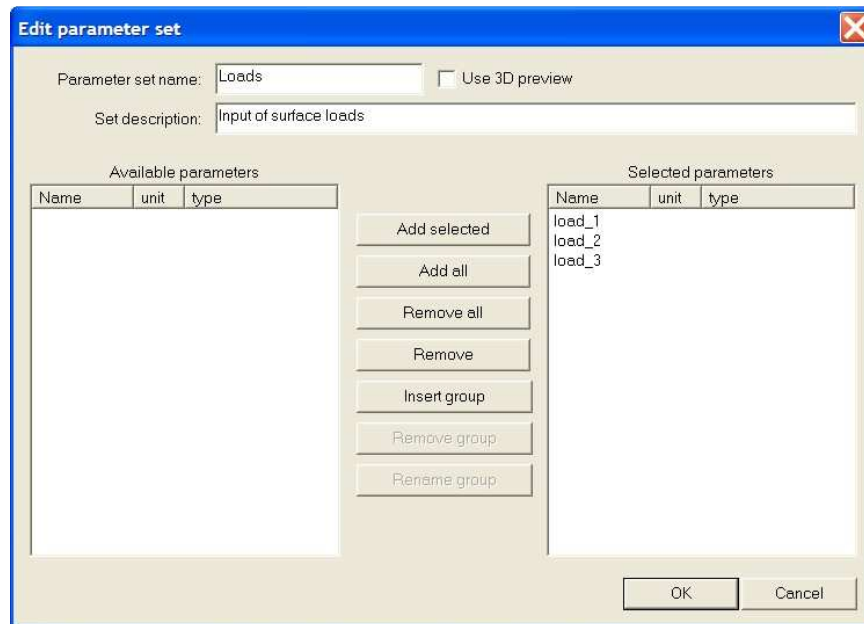 Edit parameter set
Parameter set name: Loads Use 3D preview
Set description: Input of surface loads
Available parameters
Name unit type
Selected parameters
Name unit type
load_1
load_2
load_3
Add selected
Add all
Remove all
Remove
Insert group
Remove group
Rename group
OK Cancel